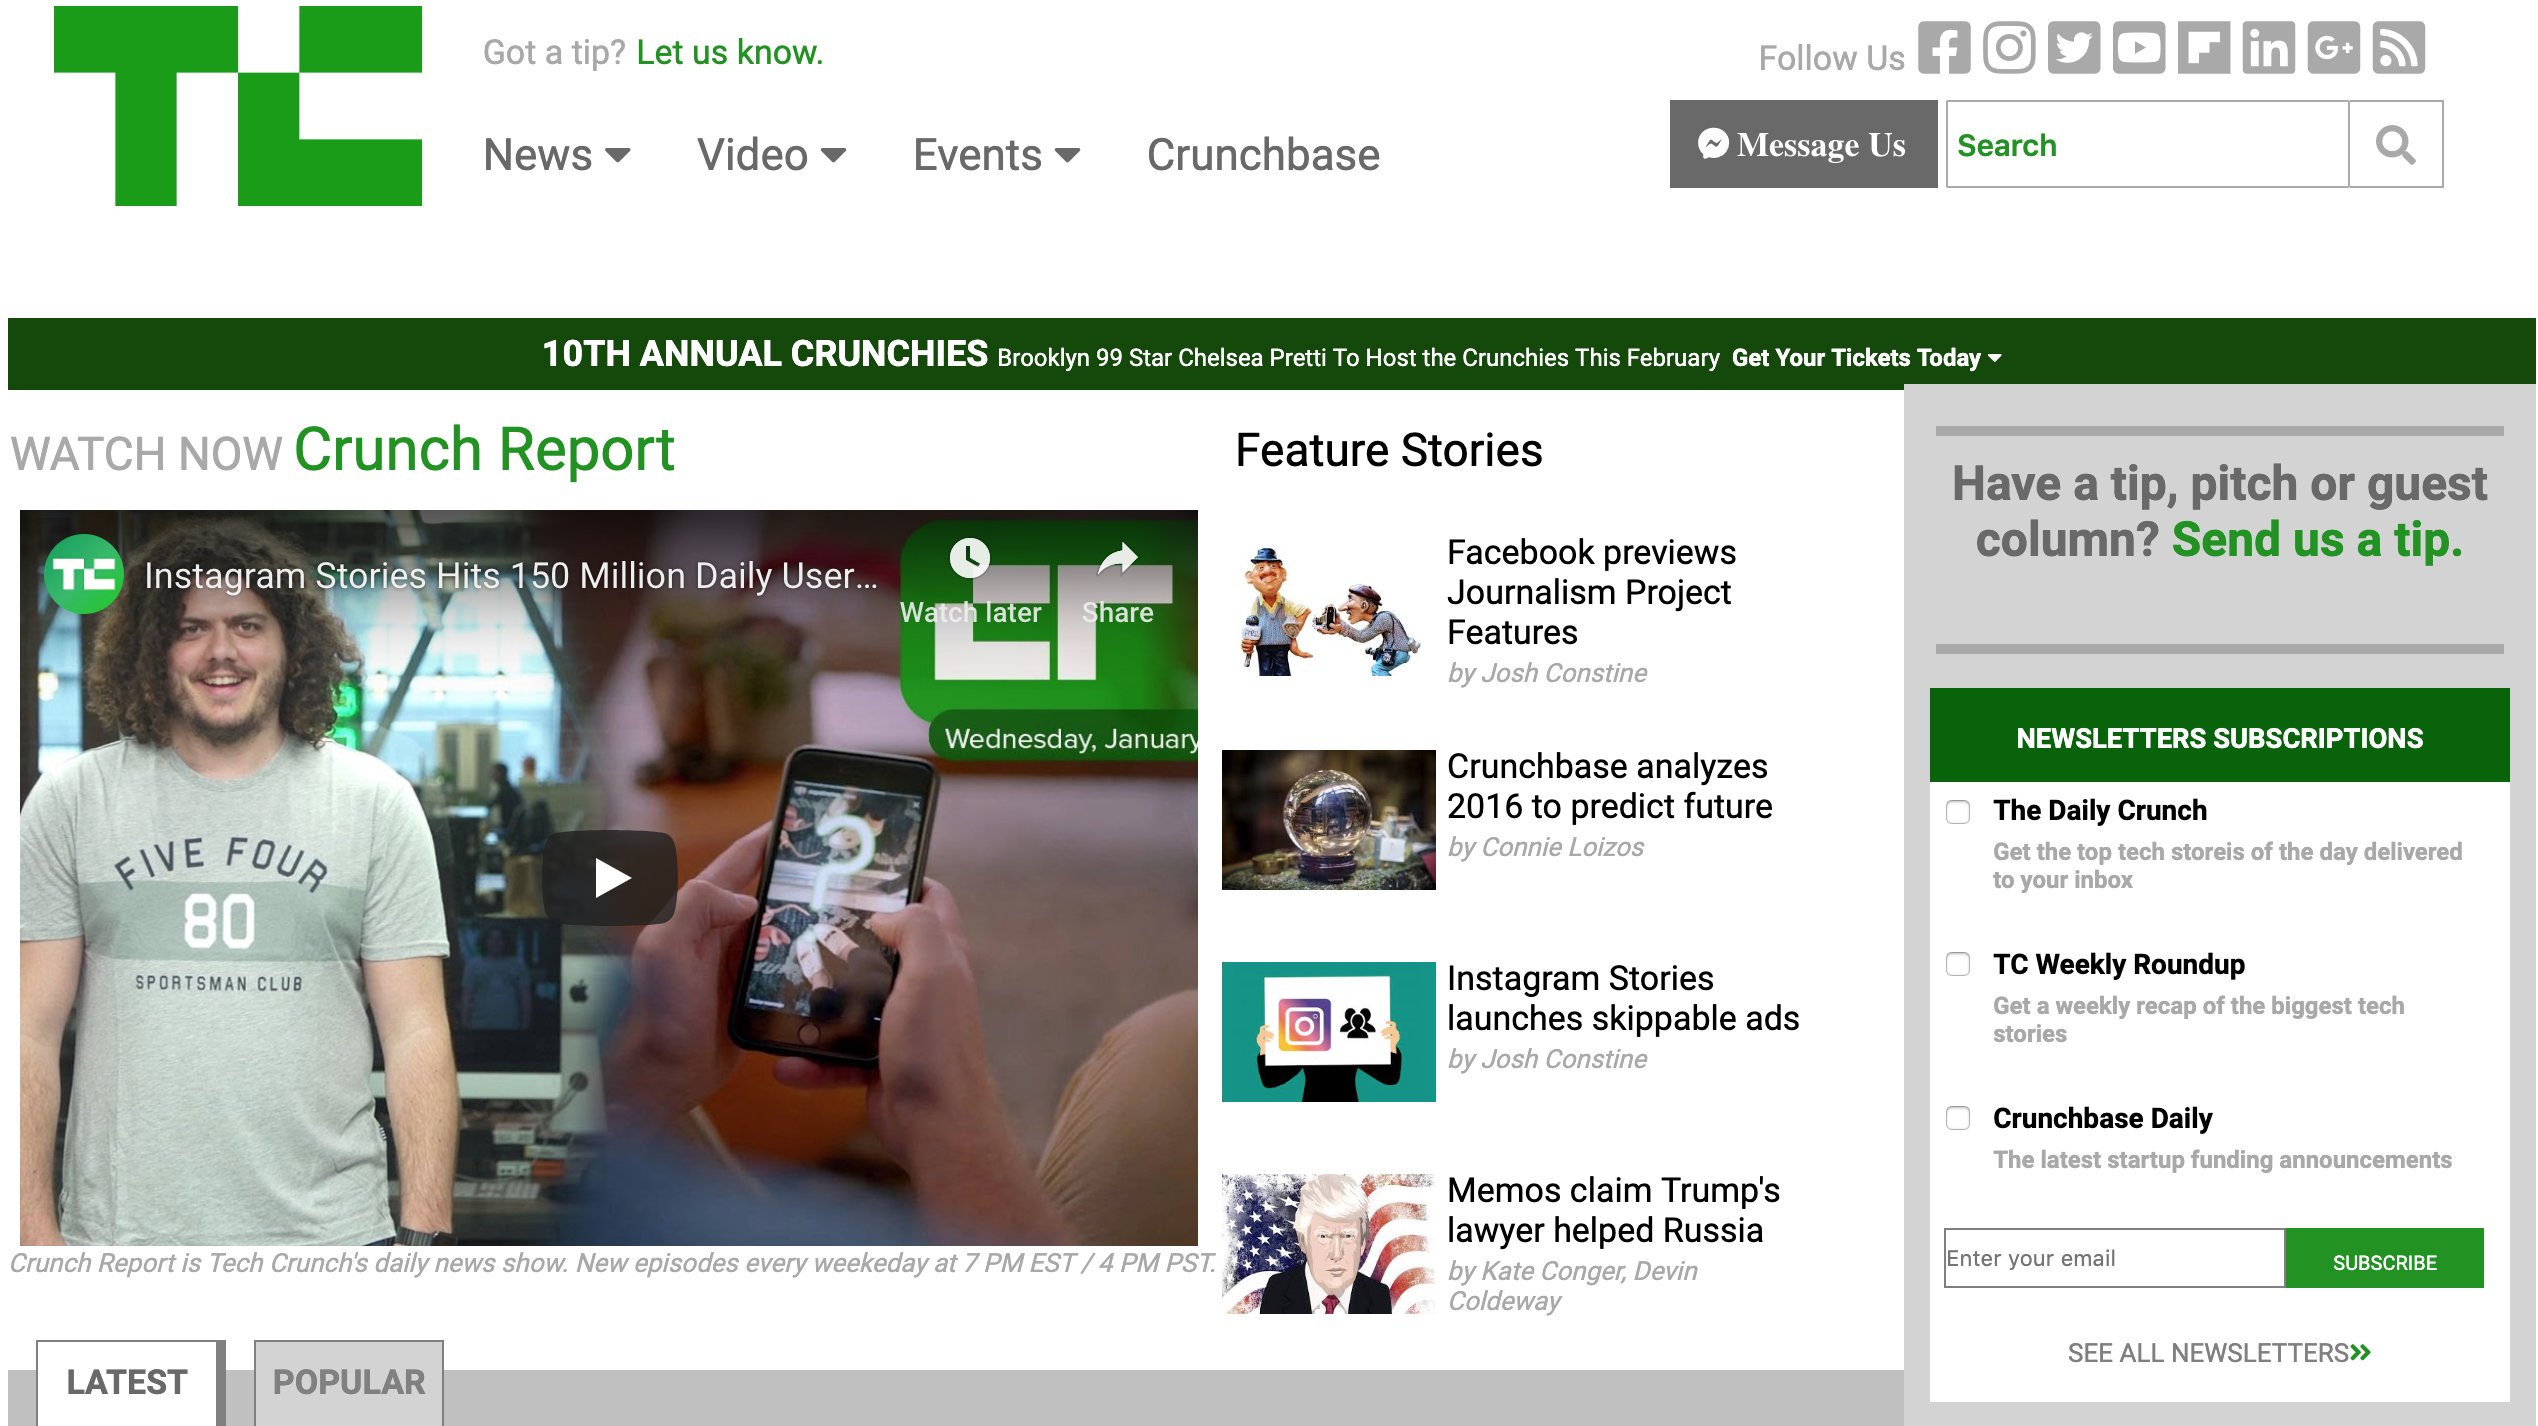 TC
Got a tip? Let us know.
Follow Us
News Video Events Crunchbase
Message Us
Search
10TH ANNUAL CRUNCHIES Brooklyn 99 Star Chelsea Pretti To Host the Crunchies This February Get Your Tickets Today
WATCH NOW Crunch Report
TC
Instagram Stories Hits 150 Million Daily User...
Watch later
Share
CR
Wednesday, January
FIVE FOUR
80
SPORTSMAN CLUB
Crunch Report is Tech Crunch's daily news show. New episodes every weekeday at 7 PM EST / 4 PM PST.
Feature Stories
Facebook previews
Journalism Project
Features
by Josh Constine
Crunchbase analyzes
2016 to predict future
by Connie Loizos
Instagram Stories
launches skippable ads
by Josh Constine
Memos claim Trump's
lawyer helped Russia
by Kate Conger, Devin
Coldeway
Have a tip, pitch or guest
column? Send us a tip.
NEWSLETTERS SUBSCRIPTIONS
The Daily Crunch
Get the top tech storeis of the day delivered
to your inbox
TC Weekly Roundup
Get a weekly recap of the biggest tech
stories
Crunchbase Daily
The latest startup funding announcements
Enter your email
SUBSCRIBE
SEE ALL NEWSLETTERS
LATEST
POPULAR